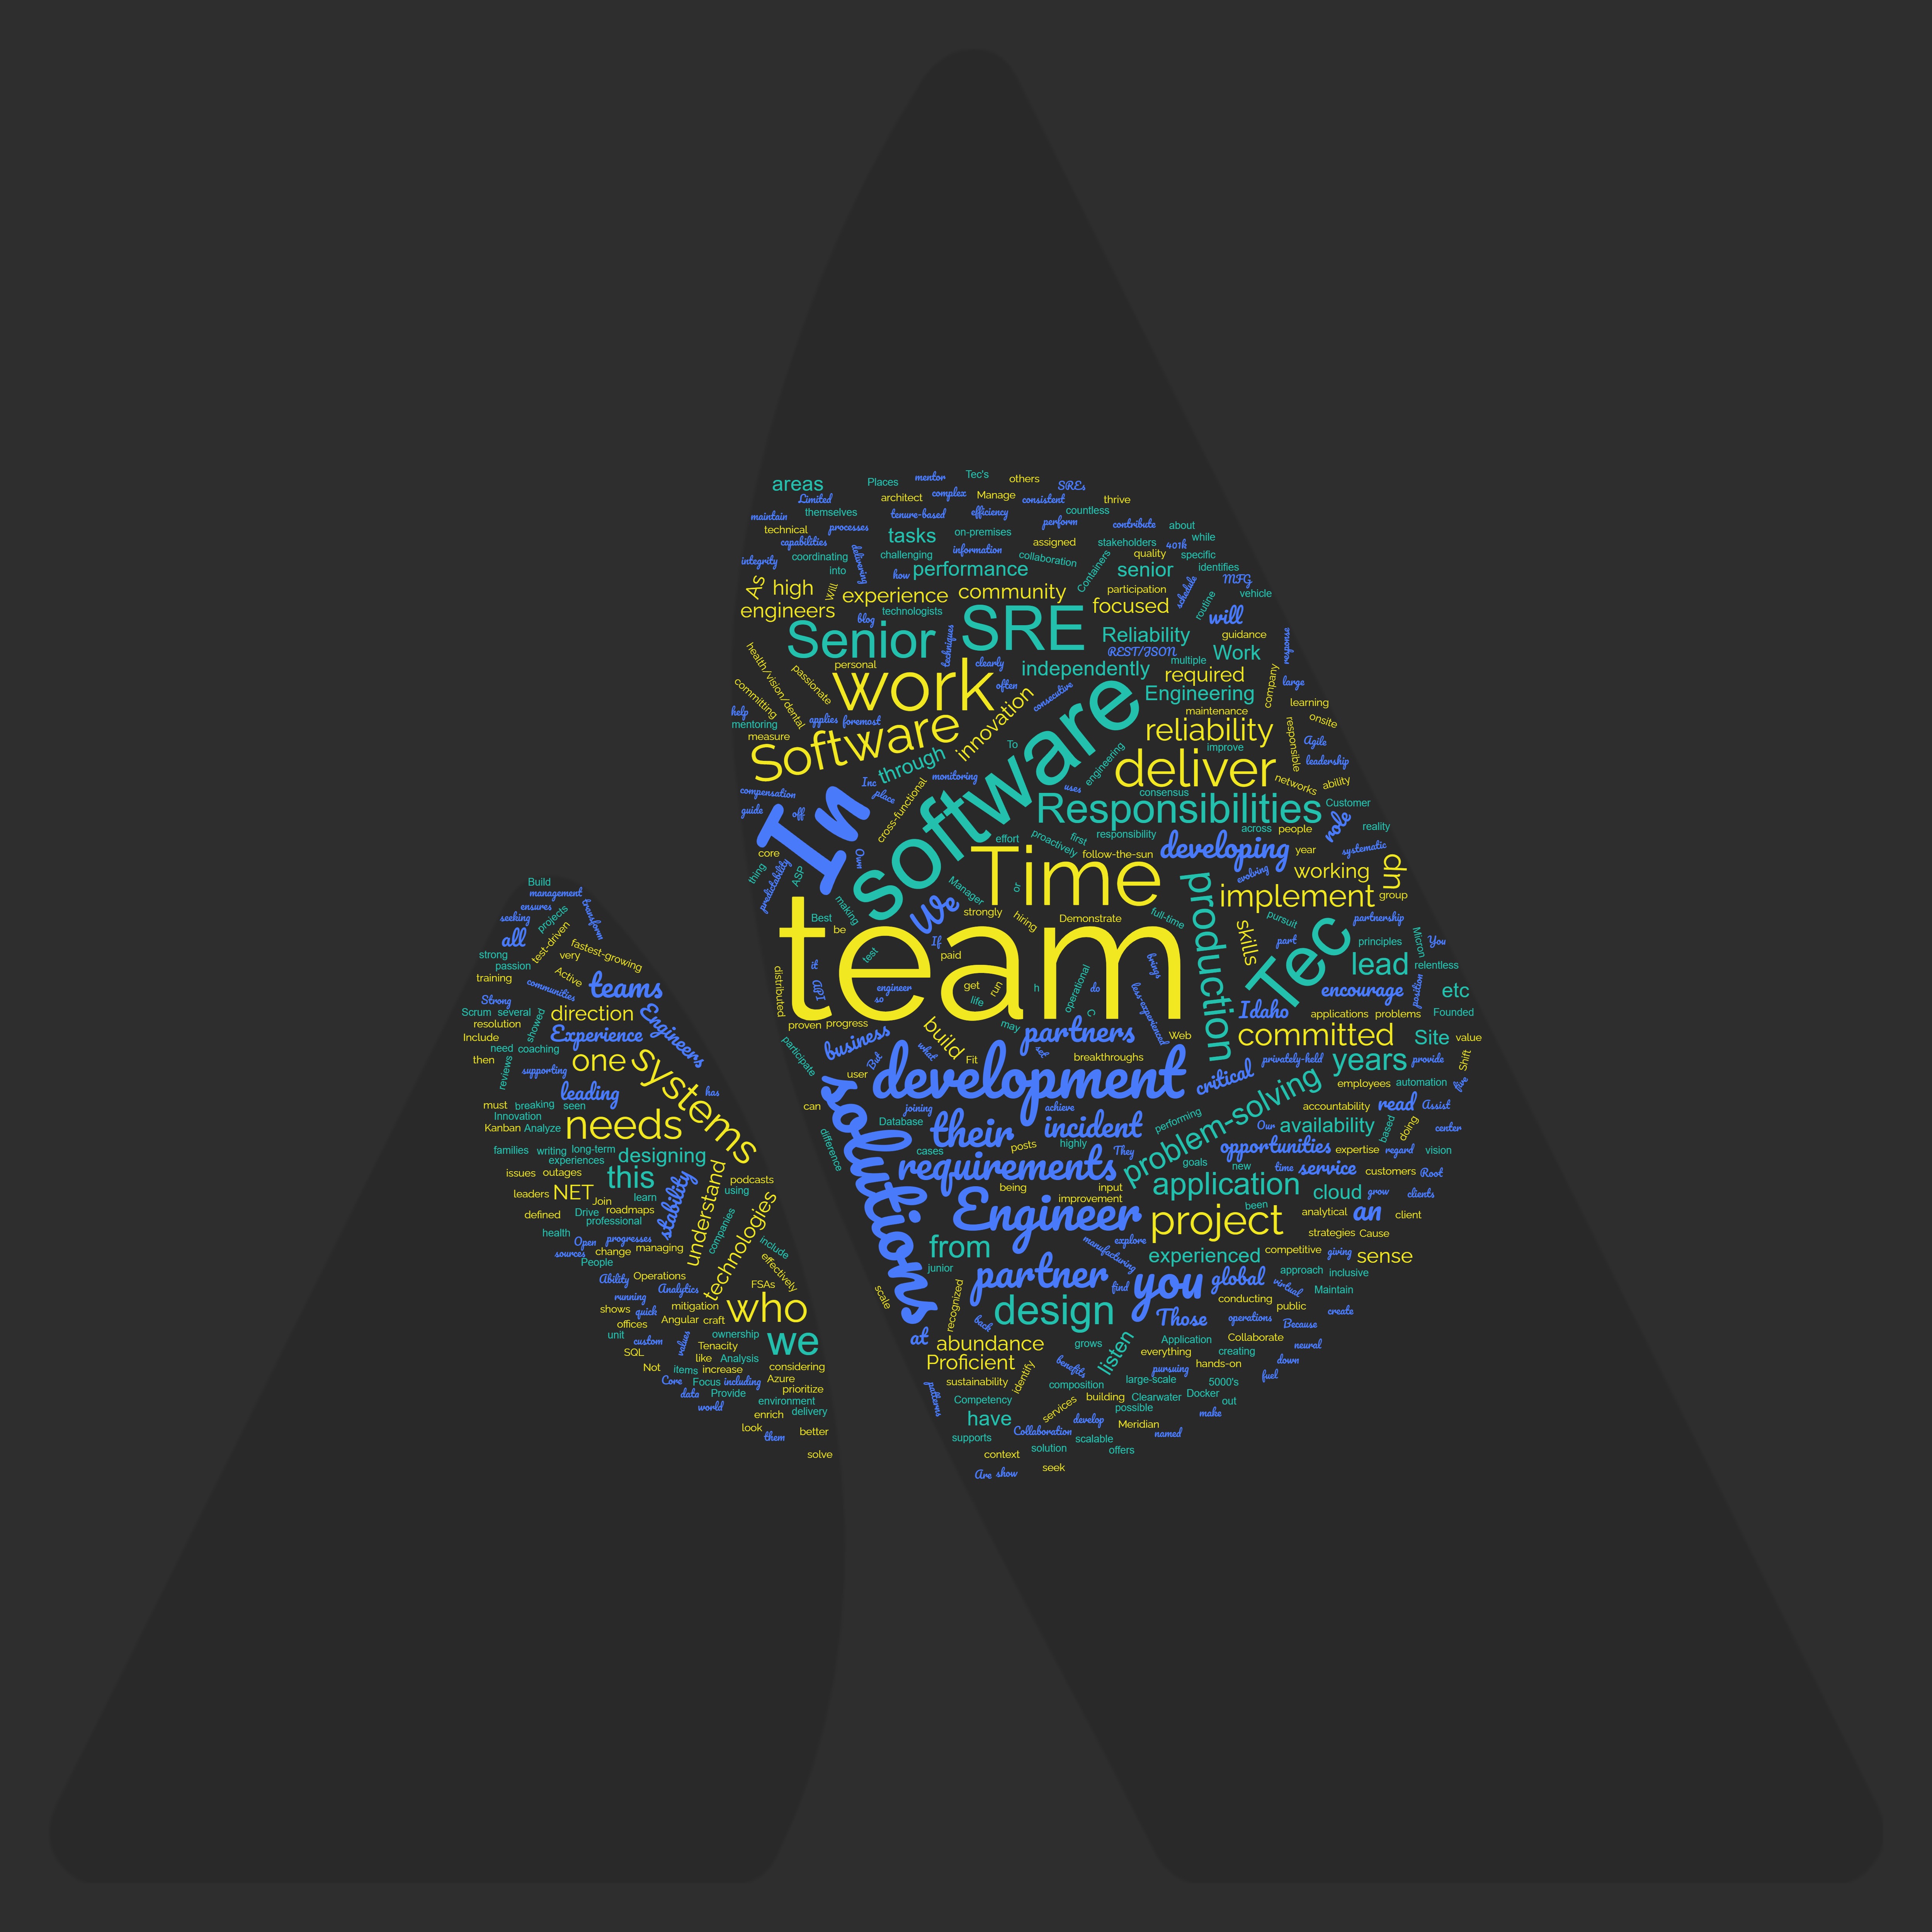 areas
Places
mentor
Tec's
others
SREs
Limited
architect
complex
Manage
consistent
thrive
maintain
themselves
tenure-based
efficiency
countless
technical
processes
tasks
on-premises
perform
contribute
about
capabilities
coordinating
delivering
challenging
information
assigned
stakeholders
401k
while
integrity
into
how
performance
collaboration
Containers
quality
specific
senior
identifies
As
high
Will
experience
community
participation
schedule
MFG
engineers
technologists
focused
routine
vehicle
blog
will
Senior
techniques
SRE
Reliability
guidance
response
health/vision/dental
personal
clearly
REST/JSON
multiple
Work
passionate
work
often
independently
required
company
large
committing
consecutive
Engineering
learning
help
mentoring
applies
foremost
innovation
software
maintenance
onsite
measure
Software
To
reliability
responsible
Agile
through
engineering
improve
leadership
compensation
Inc
place
monitoring
deliver
networks
ability
guide
In
off
cross-functional
uses
consensus
Responsibilities
Customer
effort
proactively
first
responsibility
across
people
role
reality
core
Own
Time
follow-the-sun
developing
year
systematic
thing
predictability
ASP
evolving
working
up
Manager
or
production
implement
group
making
Best
be
We
strongly
hiring
Demonstrate
full-time
pursuit
partnership
team
If
paid
skills
part
principles
Micron
You
test
it
API
get
run
brings
Tec
lead
relentless
distributed
engineer
so
life
h
operational
do
less-experienced
encourage
position
etc
C
Idaho
applications
problems
Founded
proven
progress
build
may
partners
Web
committed
Site
value
participate
business
But
what
Fit
set
breakthroughs
privately-held
years
provide
Shift
user
development
critical
employees
automation
live
can
solutions
joining
achieve
performing
problem-solving
accountability
read
Assist
Database
their
incident
Our
availability
based
doing
center
difference
cases
posts
highly
They
opportunities
expertise
regard
vision
requirements
goals
new
time
service
customers
Root
being
input
application
cloud
grow
clients
improvement
been
Engineer
project
analytical
an
client
from
manufacturing
explore
strategies
Cause
experienced
competitive
giving
sense
junior
partner
find
you
global
approach
inclusive
virtual
Maintain
scale
recognized
design
conducting
public
create
at
back
Those
operations
Because
abundance
grows
listen
Application
Collaborate
neural
Proficient
identify
everything
creating
down
benefits
pursuing
hands-on
fuel
sustainability
composition
large-scale
5000's
patterns
Competency
services
building
Clearwater
Docker
out
have
develop
possible
make
Collaboration
Meridian
named
supports
solution
scalable
context
offers
Are
show
seek
Build
management
ensures
transform
seeking
projects
all
test-driven
fastest-growing
strong
very
passion
training
Active
communities
teams
Strong
Scrum
several
direction
Engineers
resolution
showed
Include
Experience
need
coaching
then
one
systems
reviews
supporting
leading
has
must
breaking
seen
Innovation
needs
Kanban
Analyze
families
writing
long-term
designing
experiences
issues
outages
this
stability
understand
podcasts
leaders
NET
Join
learn
using
technologies
defined
Drive
roadmaps
professional
companies
health
Open
progresses
include
sources
change
managing
People
effectively
Ability
Operations
Analytics
FSAs
running
shows
quick
mitigation
who
offices
Angular
craft
unit
custom
values
ownership
we
SQL
Tenacity
like
Analysis
Not
items
increase
considering
Core
Focus
including
Azure
data
Provide
prioritize
world
environment
enrich
delivery
look
them
better
solve